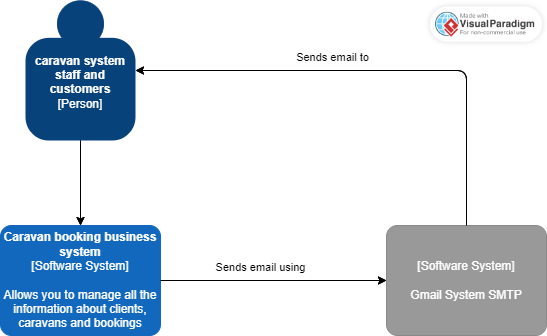 Made with
Visual Paradigm
For non-commercial use
caravan system
staff and
customers
[Person]
Sends email to
Caravan booking business
system
[Software System]
Allows you to manage all the
information about clients,
caravans and bookings
Sends email using
[Software System]
Gmail System SMTP